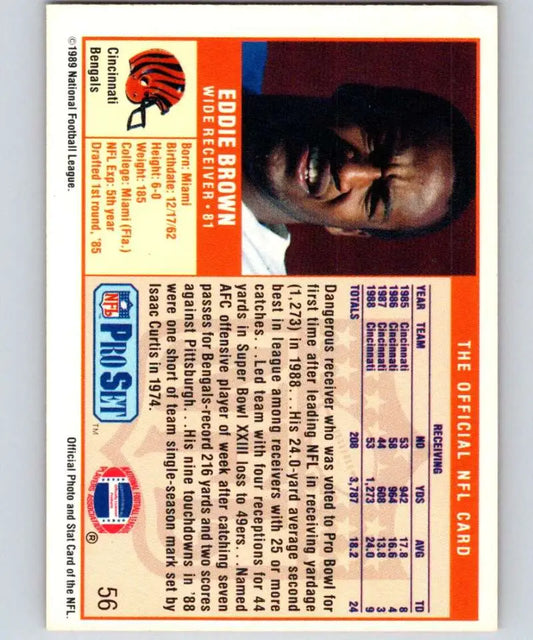 THE OFFICIAL NFL CARD
EDDIE BROWN
WIDE RECEIVER • 81
Cincinnati
Bengals
Born: Miami
Birthdate: 12/17/62
Height: 6-0
Weight: 185
College: Miami (Fla.)
NFL Exp: 5th year
Drafted 1st round, '85
RECEIVING
YEAR TEAM NO YDS AVG TD
1985 Cincinnati 53 942 17.8 8
1986 Cincinnati 58 964 16.6 4
1987 Cincinnati 44 608 13.8 3
1988 Cincinnati 53 1,273 24.0 9
TOTALS 208 3,787 18.2 24
Dangerous receiver who was voted to Pro Bowl for
first time after leading NFL in receiving yardage
(1,273) in 1988...His 24.0-yard average second
best in league among receivers with 25 or more
catches...Led team with four receptions for 44
yards in Super Bowl XXIII loss to 49ers...Named
AFC offensive player of week after catching seven
passes for Bengals-record 216 yards and two scores
against Pittsburgh...His nine touchdowns in '88
were one short of team single-season mark set by
Isaac Curtis in 1974.
NFL PRO SET ™
®
56
©1989 National Football League.
Official Photo and Stat Card of the NFL.